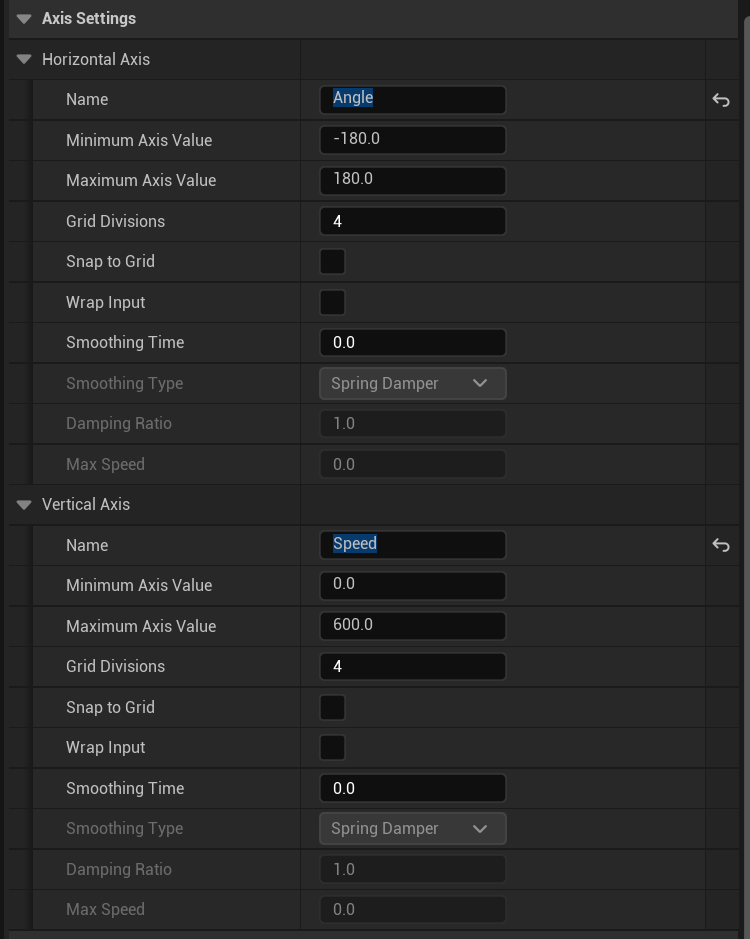 Axis Settings
Horizontal Axis
Name Angle
Minimum Axis Value -180.0
Maximum Axis Value 180.0
Grid Divisions 4
Snap to Grid
Wrap Input
Smoothing Time 0.0
Smoothing Type Spring Damper
Damping Ratio 1.0
Max Speed 0.0
Vertical Axis
Name Speed
Minimum Axis Value 0.0
Maximum Axis Value 600.0
Grid Divisions 4
Snap to Grid
Wrap Input
Smoothing Time 0.0
Smoothing Type Spring Damper
Damping Ratio 1.0
Max Speed 0.0